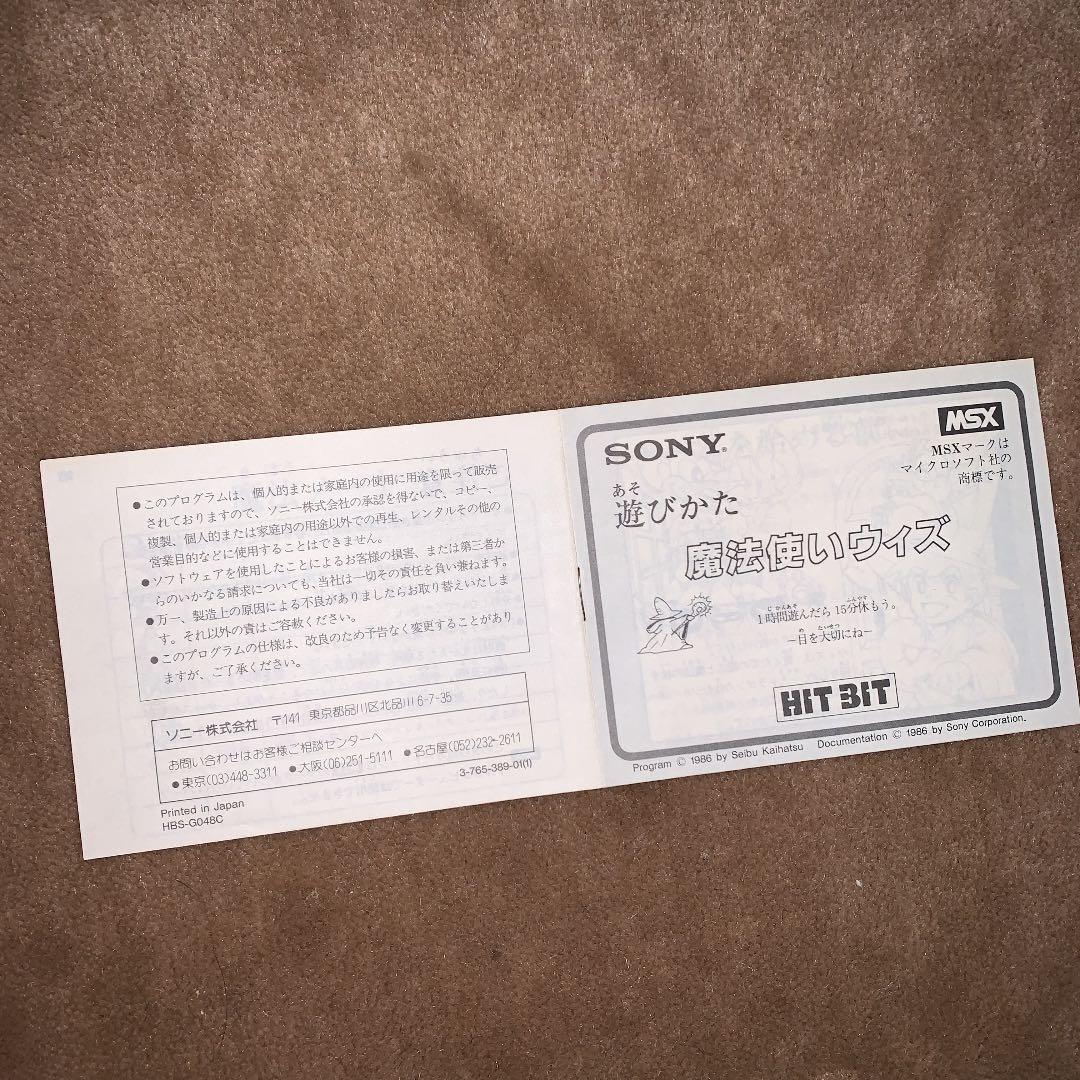 ●このプログラムは、個人的または家庭内の使用に用途を限って販売
されておりますので、ソニー株式会社の承認を得ないで、コピー、
複製、個人的または家庭内の用途以外での再生、レンタルその他の
営業目的などに使用することはできません。
●ソフトウェアを使用したことによるお客様の損害、または第三者か
らのいかなる請求についても、当社は一切その責任を負い兼ねます。
●万一、製造上の原因による不良がありましたらお取り替えいたしま
す。それ以外の責はご容赦ください。
●このプログラムの仕様は、改良のため予告なく変更することがあり
ますが、ご了承ください。
ソニー株式会社 〒141 東京都品川区北品川6-7-35
お問い合わせはお客様ご相談センターへ
●東京(03)448-3311 ●大阪(06)251-5111 ●名古屋(052)232-2611
3-765-389-01(1)
Printed in Japan
HBS-G048C
SONY®
MSX
MSXマークは
マイクロソフト社の
商標です。
あそ
遊びかた
魔法使いウィズ
じかんあそ ふんやす
1時間遊んだら15分休もう。
め たいせつ
−目を大切にね−
HIT BIT
Program © 1986 by Seibu Kaihatsu Documentation © 1986 by Sony Corporation.